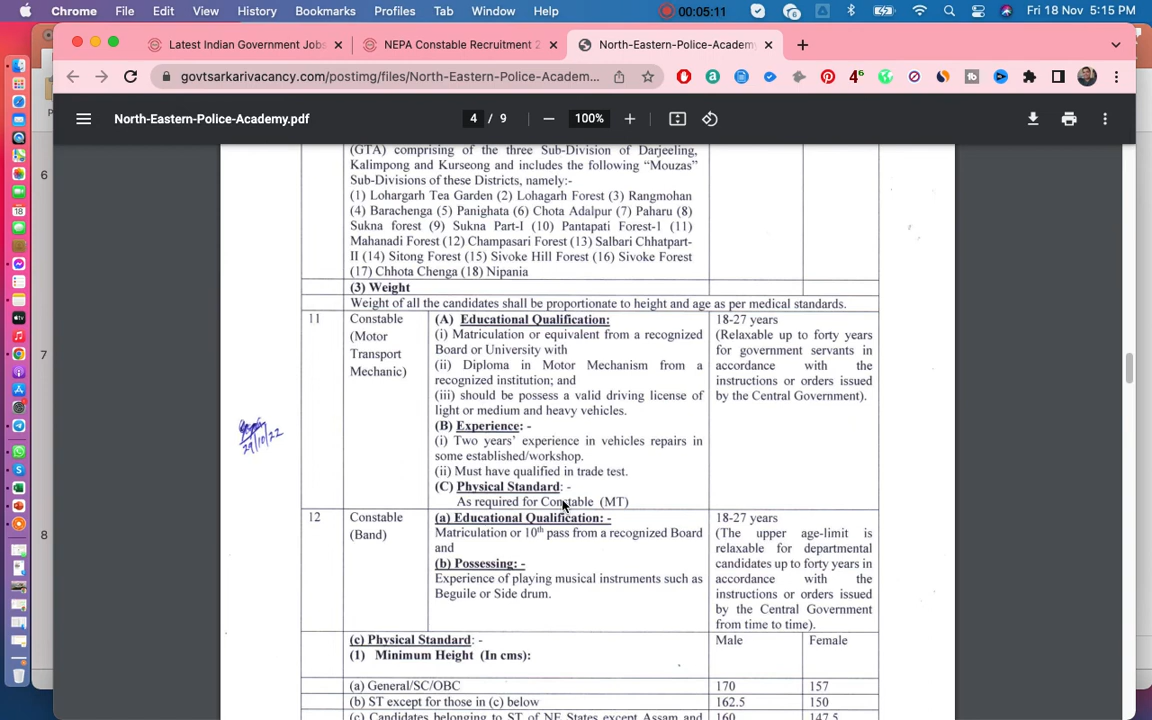 Chrome File Edit View History Bookmarks Profiles Tab Window Help 00:05:11 Fri 18 Nov 5:15 PM
Latest Indian Government Jobs NEPA Constable Recruitment 2 North-Eastern-Police-Academy
govtsarkarivacancy.com/postimg/files/North-Eastern-Police-Academ...
North-Eastern-Police-Academy.pdf 4 / 9 100%
(GTA) comprising of the three Sub-Division of Darjeeling,
Kalimpong and Kurseong and includes the following "Mouzas"
Sub-Divisions of these Districts, namely:-
(1) Lohargarh Tea Garden (2) Lohagarh Forest (3) Rangmohan
(4) Barachenga (5) Panighata (6) Chota Adalpur (7) Paharu (8)
Sukna forest (9) Sukna Part-I (10) Pantapati Forest-1 (11)
Mahanadi Forest (12) Champasari Forest (13) Salbari Chhatpart-
II (14) Sitong Forest (15) Sivoke Hill Forest (16) Sivoke Forest
(17) Chhota Chenga (18) Nipania
(3) Weight
Weight of all the candidates shall be proportionate to height and age as per medical standards.
11
Constable
(Motor
Transport
Mechanic)
(A) Educational Qualification:
(i) Matriculation or equivalent from a recognized
Board or University with
(ii) Diploma in Motor Mechanism from a
recognized institution; and
(iii) should be possess a valid driving license of
light or medium and heavy vehicles.
(B) Experience: -
(i) Two years' experience in vehicles repairs in
some established/workshop.
(ii) Must have qualified in trade test.
(C) Physical Standard: -
As required for Constable (MT)
18-27 years
(Relaxable up to forty years
for government servants in
accordance with the
instructions or orders issued
by the Central Government).
29/10/22
12
Constable
(Band)
(a) Educational Qualification: -
Matriculation or 10th pass from a recognized Board
and
(b) Possessing: -
Experience of playing musical instruments such as
Beguile or Side drum.
18-27 years
(The upper age-limit is
relaxable for departmental
candidates up to forty years in
accordance with the
instructions or orders issued
by the Central Government
from time to time).
(c) Physical Standard: - Male Female
(1) Minimum Height (In cms):
(a) General/SC/OBC 170 157
(b) ST except for those in (c) below 162.5 150
(c) Candidates belonging to ST of NE States except Assam and 160 147.5
6
7
8